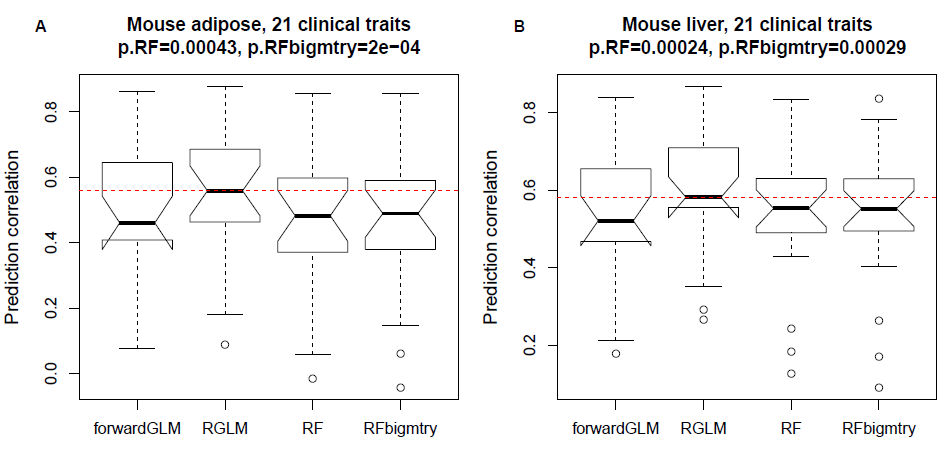 A
Mouse adipose, 21 clinical traits
p.RF=0.00043, p.RFbigmtry=2e−04
Prediction correlation
0.8
0.6
0.4
0.2
0.0
forwardGLM RGLM RF RFbigmtry
B
Mouse liver, 21 clinical traits
p.RF=0.00024, p.RFbigmtry=0.00029
Prediction correlation
0.8
0.6
0.4
0.2
forwardGLM RGLM RF RFbigmtry